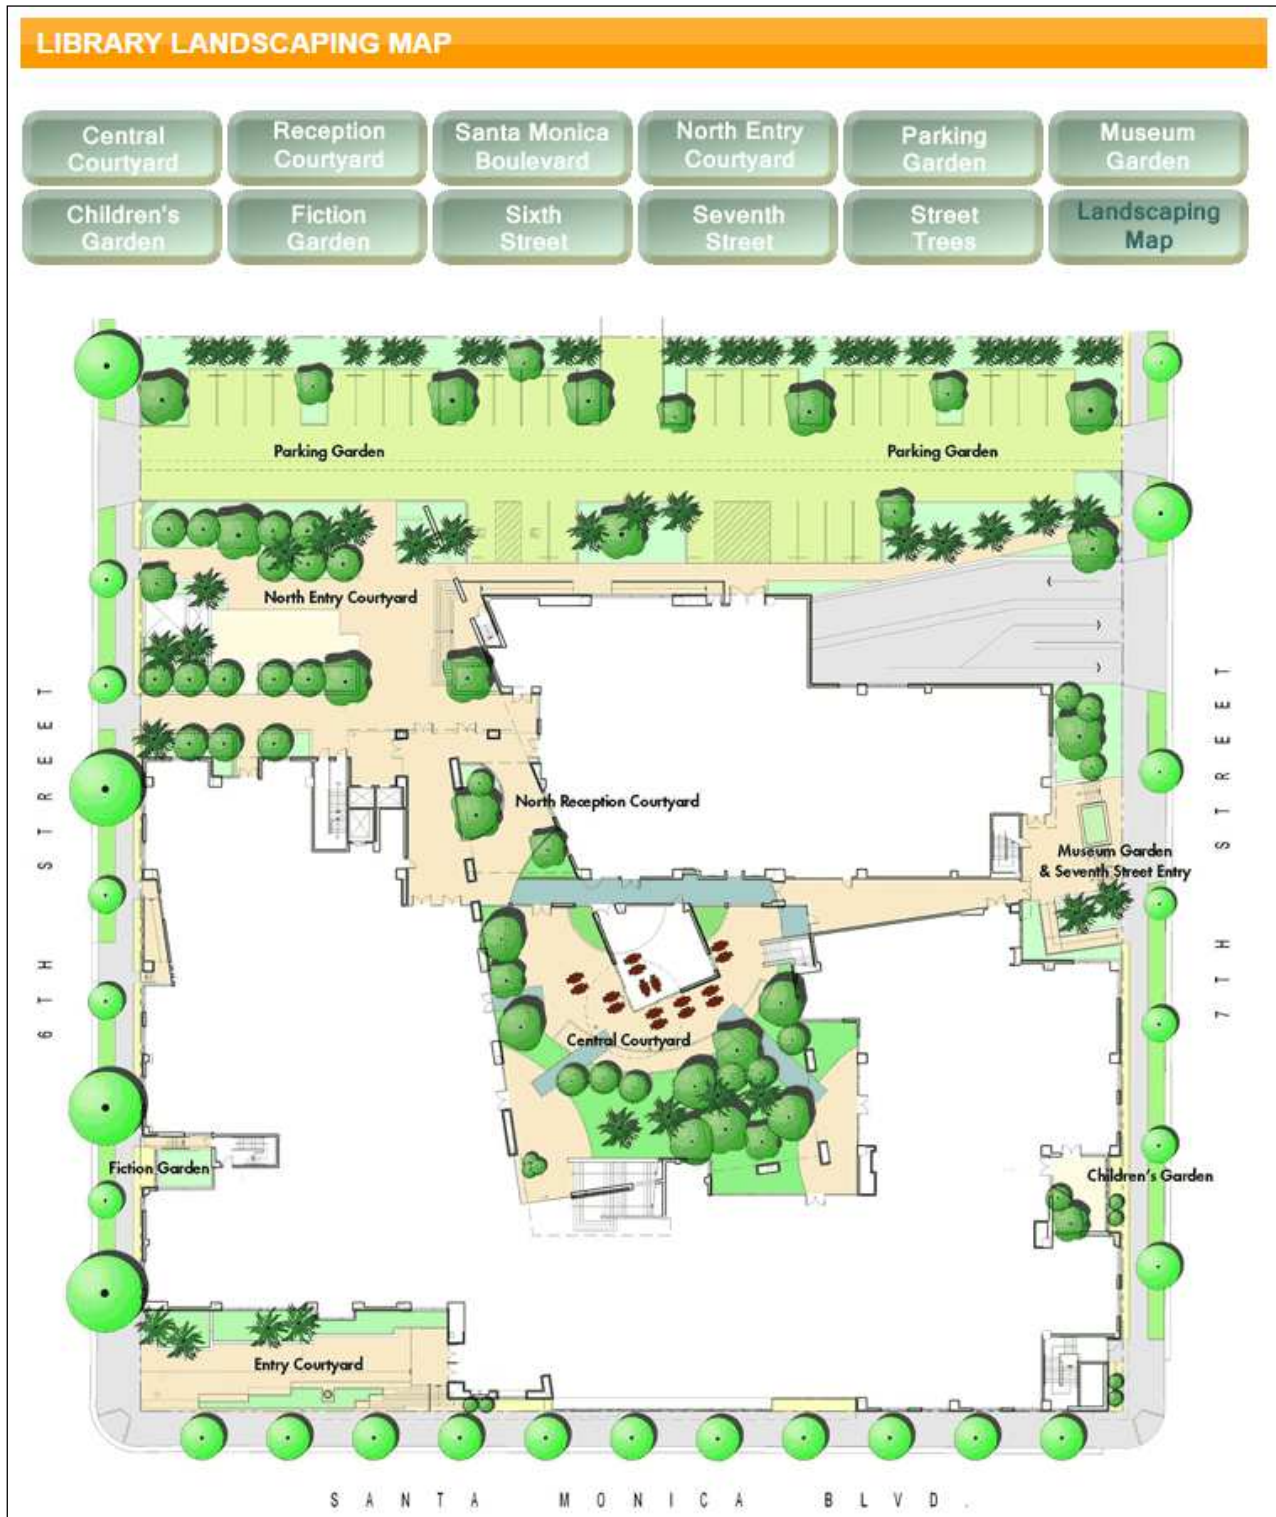 LIBRARY LANDSCAPING MAP
Central
Courtyard
Reception
Courtyard
Santa Monica
Boulevard
North Entry
Courtyard
Parking
Garden
Museum
Garden
Children's
Garden
Fiction
Garden
Sixth
Street
Seventh
Street
Street
Trees
Landscaping
Map
Parking Garden
Parking Garden
North Entry Courtyard
North Reception Courtyard
Museum Garden
& Seventh Street Entry
Central Courtyard
Fiction Garden
Children's Garden
Entry Courtyard
6TH STREET
7TH STREET
SANTA MONICA BLVD.